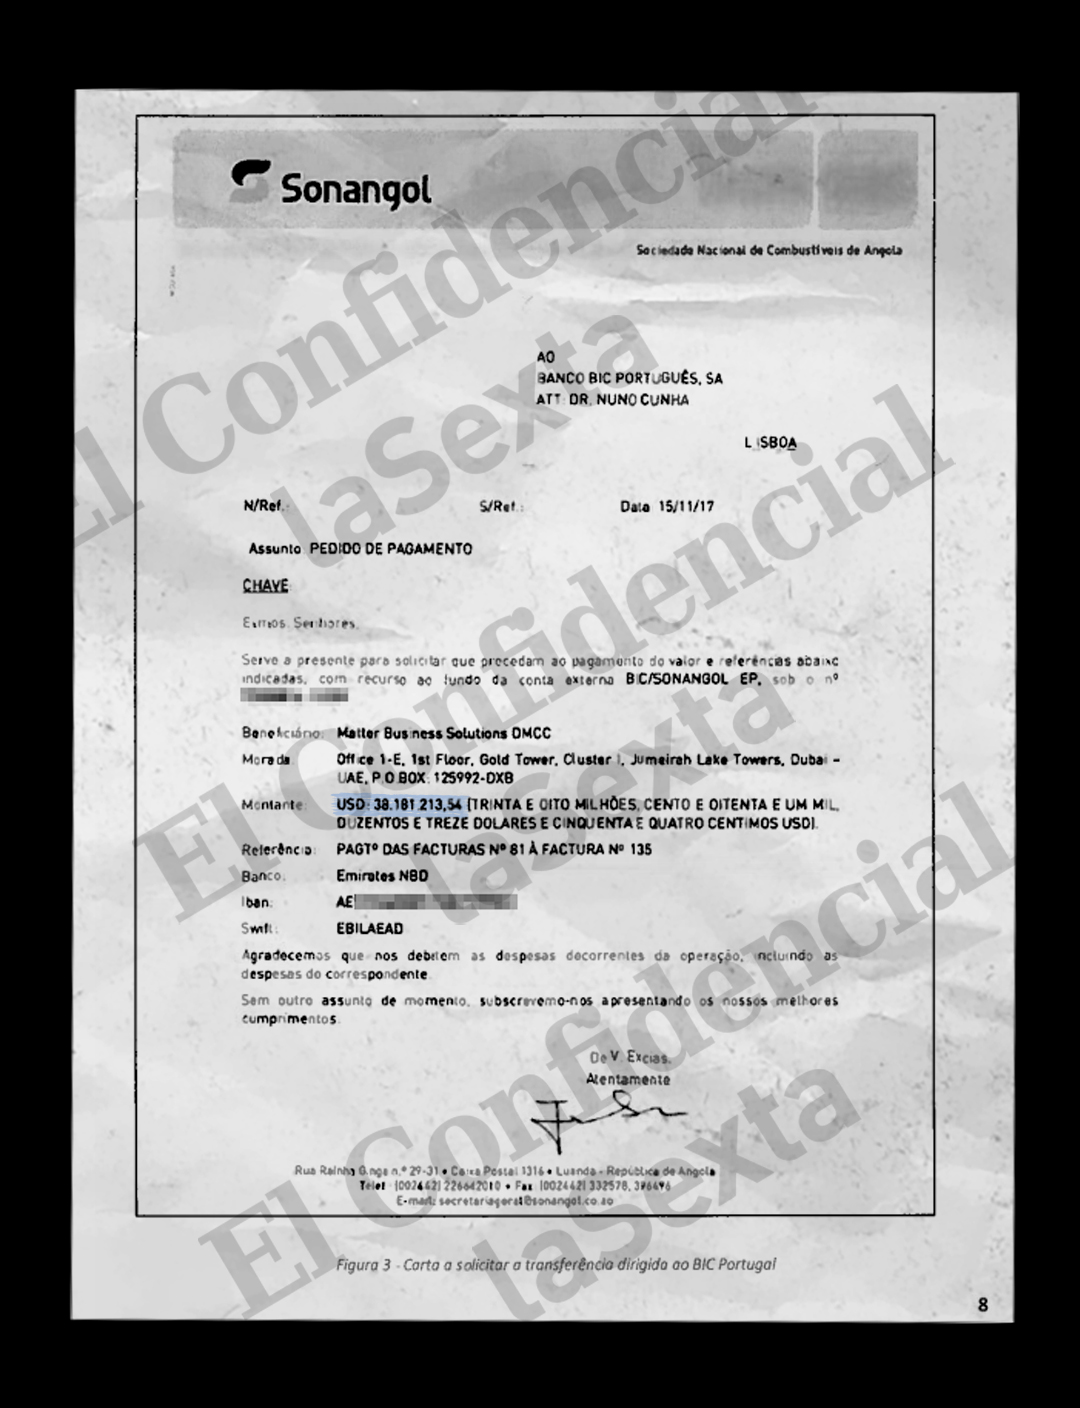 Sonangol
Sociedade Nacional de Combustíveis de Angola
AO
BANCO BIC PORTUGUÊS, SA
ATT: DR. NUNO CUNHA
LISBOA
N/Ref.: S/Ref.: Data 15/11/17
Assunto: PEDIDO DE PAGAMENTO
CHAVE
Exmos. Senhores,
Serve a presente para solicitar que procedam ao pagamento do valor e referências abaixo
indicadas, com recurso ao fundo da conta externa BIC/SONANGOL EP, sob o nº
Beneficiário: Matter Business Solutions DMCC
Morada: Office 1-E, 1st Floor, Gold Tower, Cluster I, Jumeirah Lake Towers, Dubai –
UAE, P.O BOX: 125992-DXB
Montante: USD: 38.181 213,54 (TRINTA E OITO MILHÕES, CENTO E OITENTA E UM MIL,
DUZENTOS E TREZE DOLARES E CINQUENTA E QUATRO CENTIMOS USD).
Referência: PAGTº DAS FACTURAS Nº 81 À FACTURA Nº 135
Banco: Emirates NBD
Iban: AE
Swift: EBILAEAD
Agradecemos que nos debitem as despesas decorrentes da operação, incluindo as
despesas do correspondente.
Sem outro assunto de momento, subscrevemo-nos apresentando os nossos melhores
cumprimentos.
De V. Excias.
Atentamente
Rua Rainha Ginga n.º 29-31 • Caixa Postal 1316 • Luanda - República de Angola
Telef: (002442) 226642010 • Fax: (002442) 332578, 396496
E-mail: secretariageral@sonangol.co.ao
Figura 3 - Carta a solicitar a transferência dirigida ao BIC Portugal
8
El Confidencial
laSexta
El Confidencial
laSexta
El Confidencial
laSexta